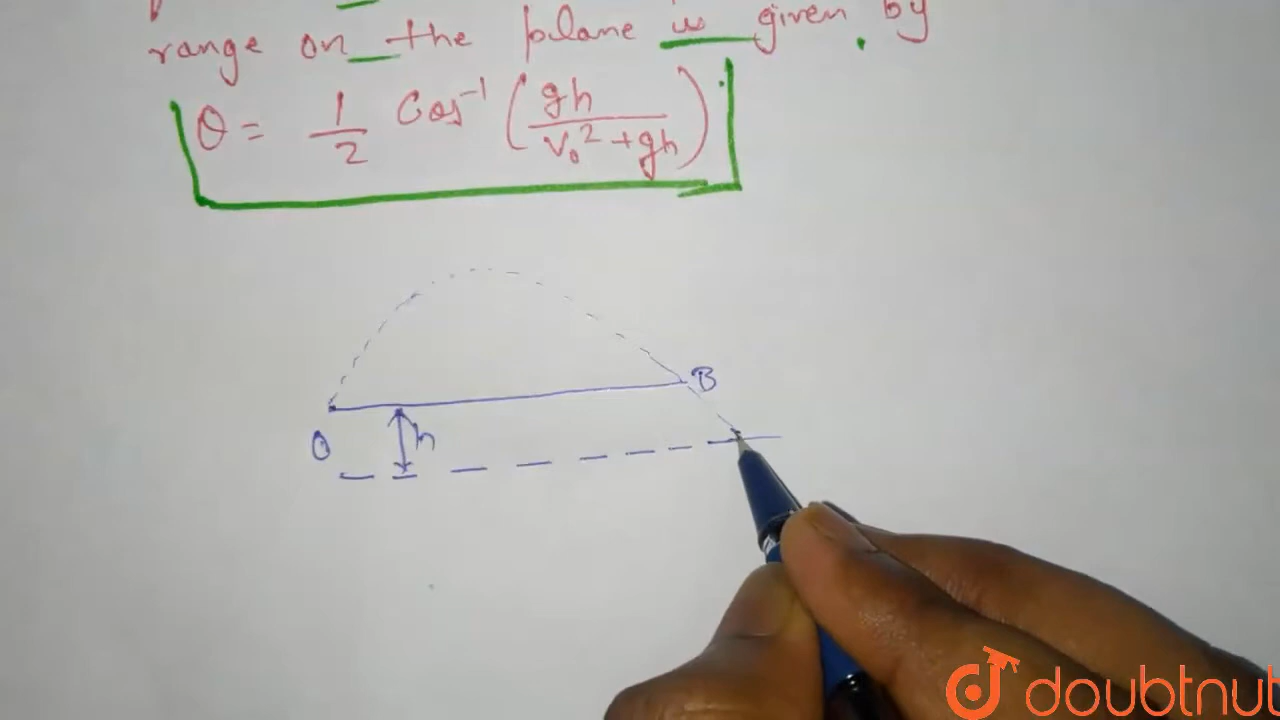 range on the plane is given by
θ = 1/2 Cos⁻¹ (gh / v₀² + gh)
B
O
h
doubtnut